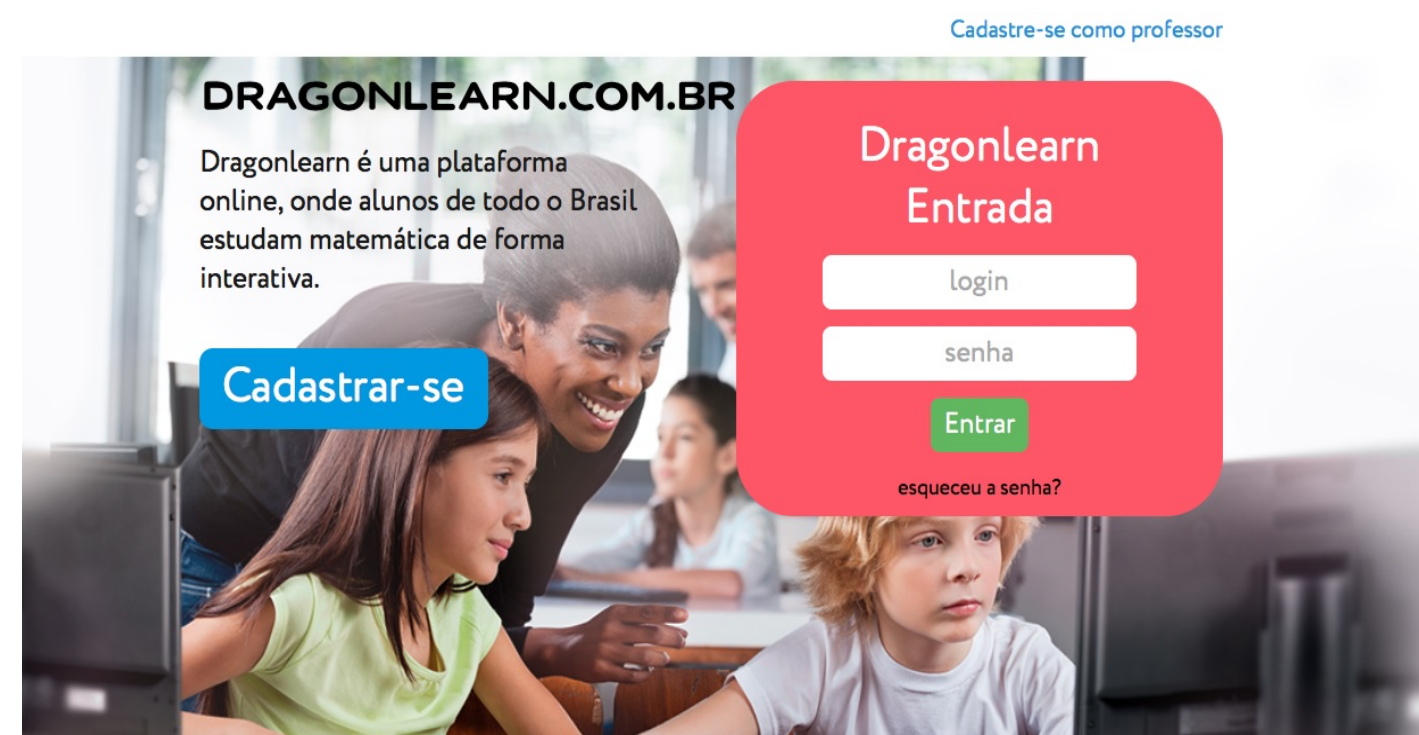 Cadastre-se como professor
DRAGONLEARN.COM.BR
Dragonlearn é uma plataforma
online, onde alunos de todo o Brasil
estudam matemática de forma
interativa.
Cadastrar-se
Dragonlearn
Entrada
login
senha
Entrar
esqueceu a senha?